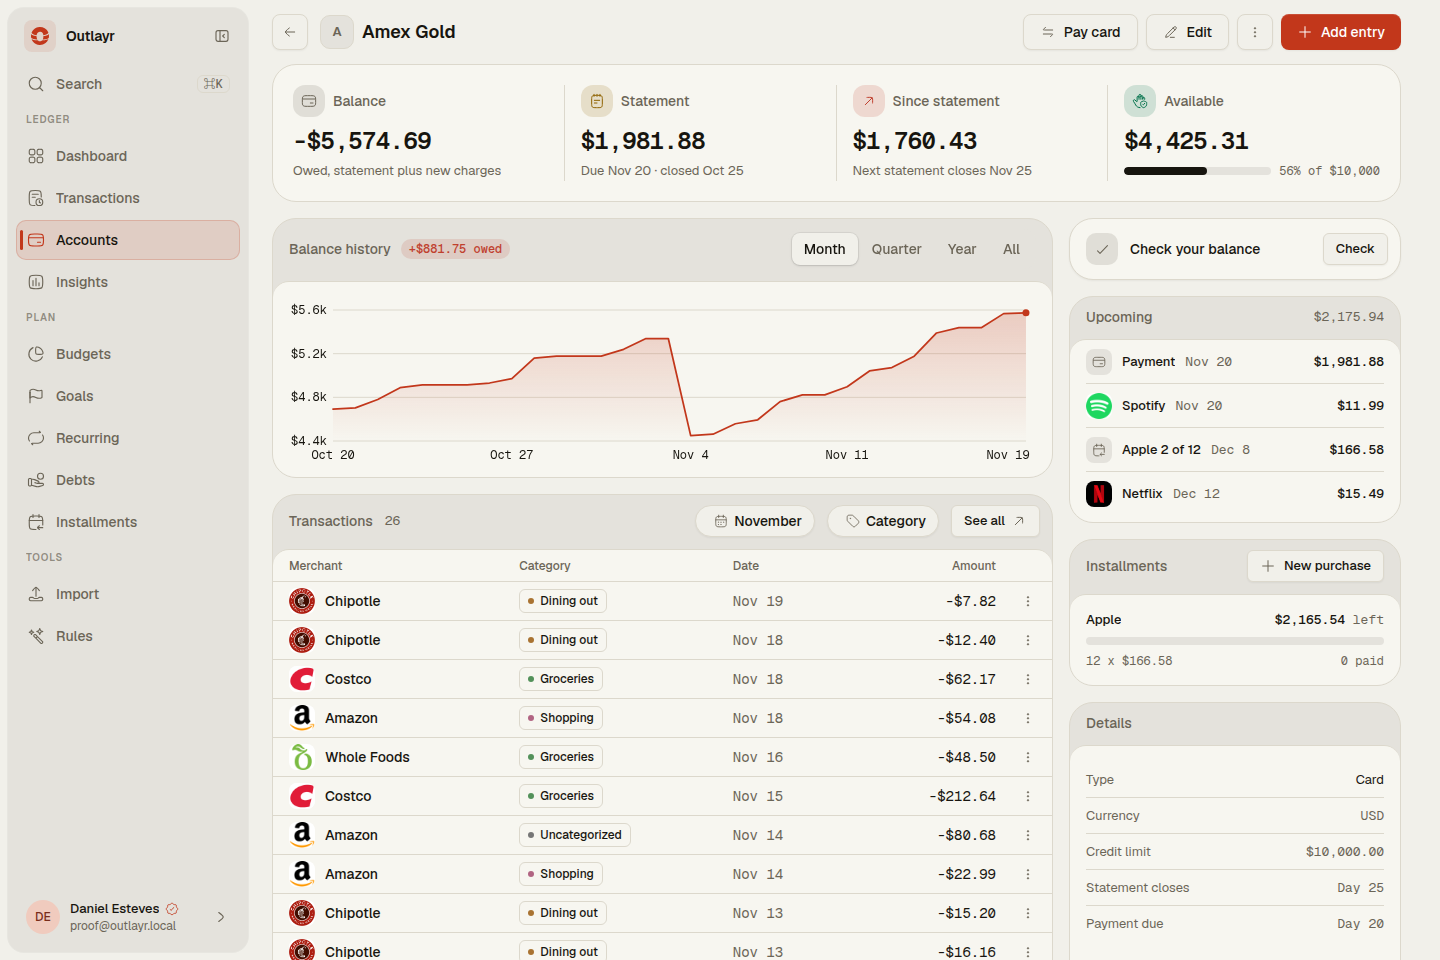 Outlayr
Search ⌘K
LEDGER
Dashboard
Transactions
Accounts
Insights
PLAN
Budgets
Goals
Recurring
Debts
Installments
TOOLS
Import
Rules
DE
Daniel Esteves
proof@outlayr.local
A Amex Gold
Pay card
Edit
Add entry
Balance
-$5,574.69
Owed, statement plus new charges
Statement
$1,981.88
Due Nov 20 · closed Oct 25
Since statement
$1,760.43
Next statement closes Nov 25
Available
$4,425.31
56% of $10,000
Balance history +$881.75 owed
Month Quarter Year All
$5.6k
$5.2k
$4.8k
$4.4k
Oct 20 Oct 27 Nov 4 Nov 11 Nov 19
Transactions 26
November
Category
See all
Merchant Category Date Amount
Chipotle Dining out Nov 19 -$7.82
Chipotle Dining out Nov 18 -$12.40
Costco Groceries Nov 18 -$62.17
Amazon Shopping Nov 18 -$54.08
Whole Foods Groceries Nov 16 -$48.50
Costco Groceries Nov 15 -$212.64
Amazon Uncategorized Nov 14 -$80.68
Amazon Shopping Nov 14 -$22.99
Chipotle Dining out Nov 13 -$15.20
Chipotle Dining out Nov 13 -$16.16
Check your balance Check
Upcoming $2,175.94
Payment Nov 20 $1,981.88
Spotify Nov 20 $11.99
Apple 2 of 12 Dec 8 $166.58
Netflix Dec 12 $15.49
Installments New purchase
Apple $2,165.54 left
12 x $166.58 0 paid
Details
Type Card
Currency USD
Credit limit $10,000.00
Statement closes Day 25
Payment due Day 20